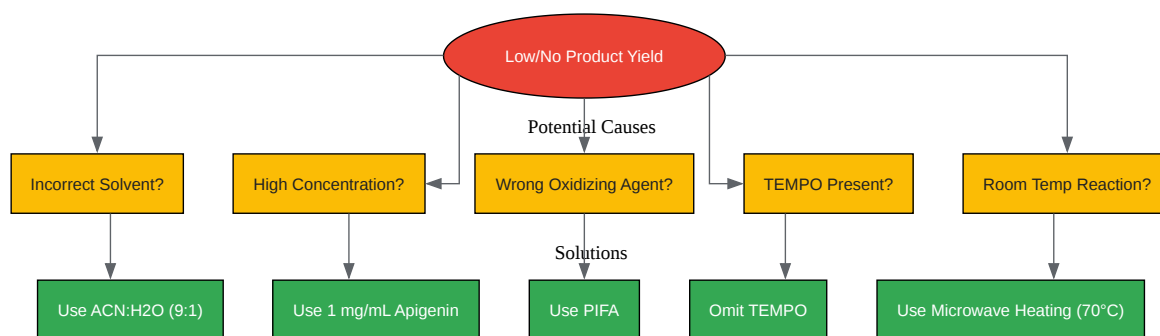 Low/No Product Yield
Potential Causes
Incorrect Solvent?
High Concentration?
Wrong Oxidizing Agent?
TEMPO Present?
Room Temp Reaction?
Solutions
Use ACN:H2O (9:1)
Use 1 mg/mL Apigenin
Use PIFA
Omit TEMPO
Use Microwave Heating (70°C)